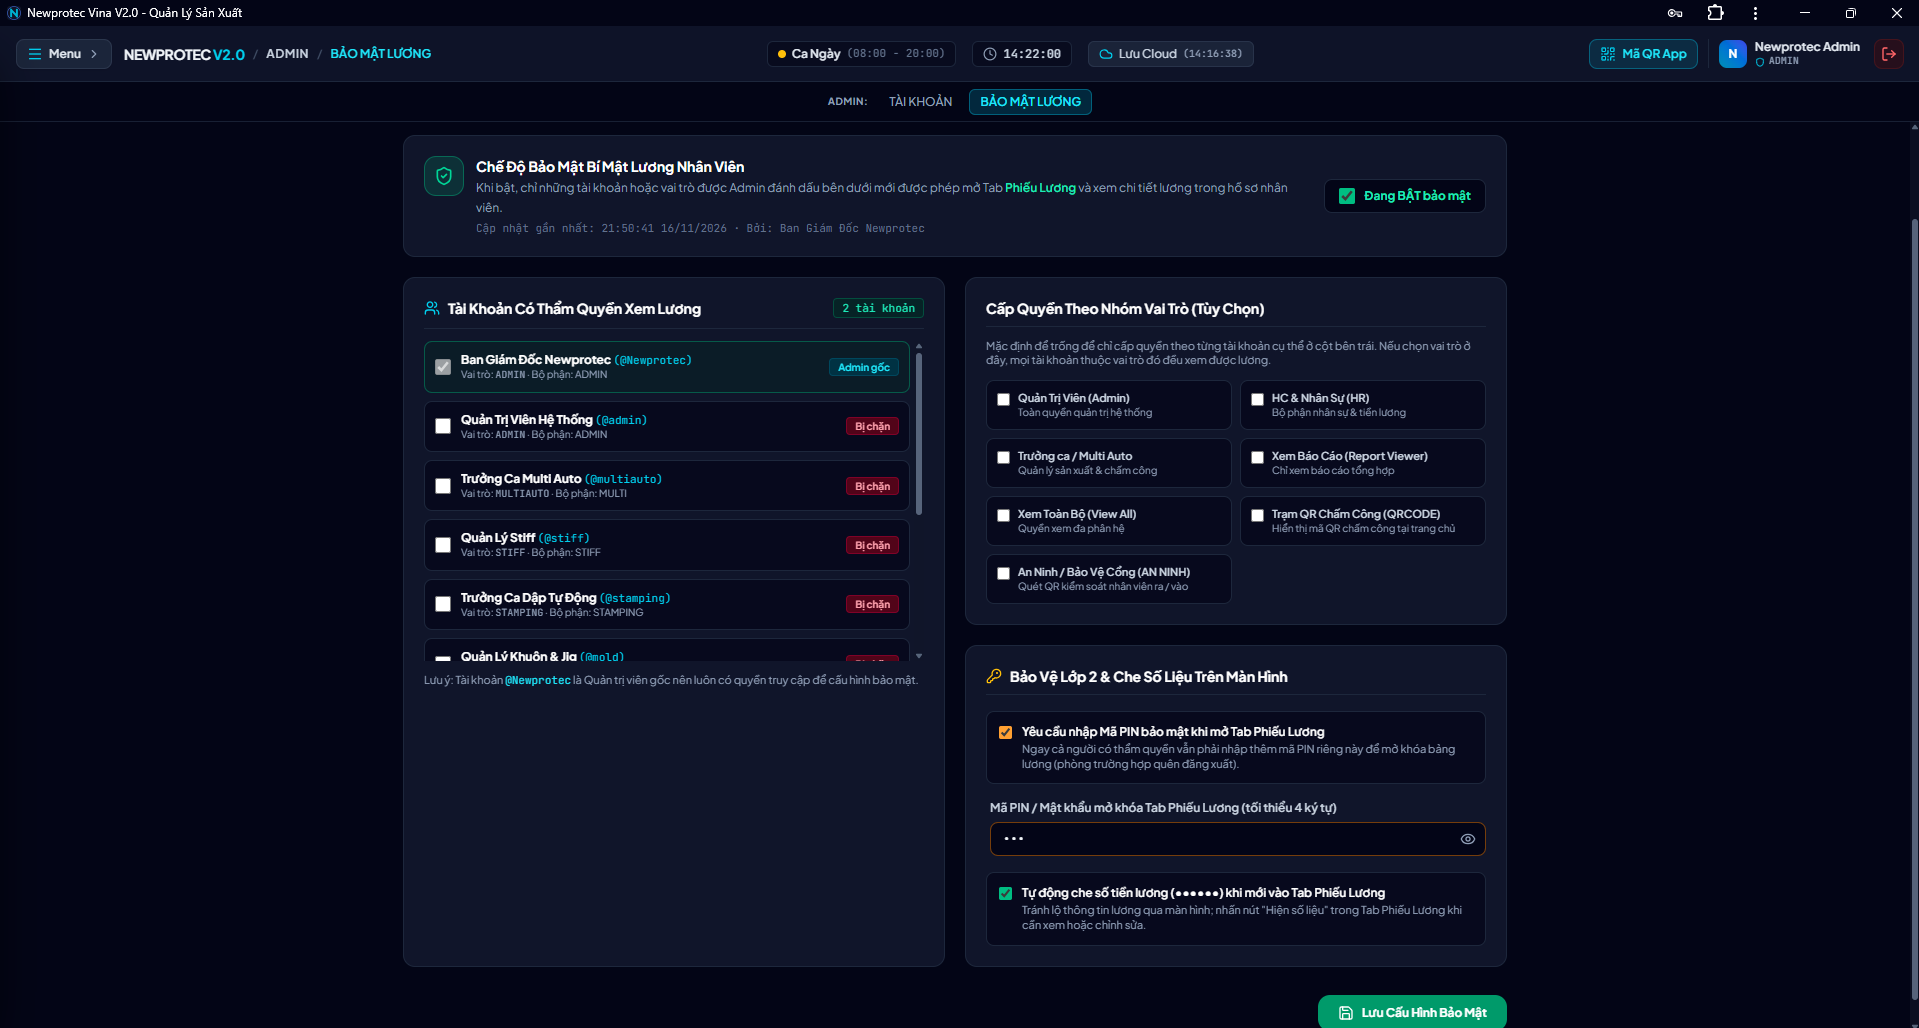 Newprotec Vina V2.0 - Quản Lý Sản Xuất
Menu
NEWPROTEC V2.0 / ADMIN / BẢO MẬT LƯƠNG
Ca Ngày (08:00 - 20:00)
14:22:00
Lưu Cloud (14:16:38)
Mã QR App
N
Newprotec Admin
ADMIN
ADMIN:
TÀI KHOẢN
BẢO MẬT LƯƠNG
Chế Độ Bảo Mật Bí Mật Lương Nhân Viên
Khi bật, chỉ những tài khoản hoặc vai trò được Admin đánh dấu bên dưới mới được phép mở Tab Phiếu Lương và xem chi tiết lương trong hồ sơ nhân
viên.
Cập nhật gần nhất: 21:50:41 16/11/2026 · Bởi: Ban Giám Đốc Newprotec
Đang BẬT bảo mật
Tài Khoản Có Thẩm Quyền Xem Lương
2 tài khoản
Ban Giám Đốc Newprotec (@Newprotec)
Vai trò: ADMIN · Bộ phận: ADMIN
Admin gốc
Quản Trị Viên Hệ Thống (@admin)
Vai trò: ADMIN · Bộ phận: ADMIN
Bị chặn
Trưởng Ca Multi Auto (@multiauto)
Vai trò: MULTIAUTO · Bộ phận: MULTI
Bị chặn
Quản Lý Stiff (@stiff)
Vai trò: STIFF · Bộ phận: STIFF
Bị chặn
Trưởng Ca Dập Tự Động (@stamping)
Vai trò: STAMPING · Bộ phận: STAMPING
Bị chặn
Quản Lý Khuôn & Jig (@mold)
Lưu ý: Tài khoản @Newprotec là Quản trị viên gốc nên luôn có quyền truy cập để cấu hình bảo mật.
Cấp Quyền Theo Nhóm Vai Trò (Tùy Chọn)
Mặc định để trống để chỉ cấp quyền theo từng tài khoản cụ thể ở cột bên trái. Nếu chọn vai trò ở
đây, mọi tài khoản thuộc vai trò đó đều xem được lương.
Quản Trị Viên (Admin)
Toàn quyền quản trị hệ thống
HC & Nhân Sự (HR)
Bộ phận nhân sự & tiền lương
Trưởng ca / Multi Auto
Quản lý sản xuất & chấm công
Xem Báo Cáo (Report Viewer)
Chỉ xem báo cáo tổng hợp
Xem Toàn Bộ (View All)
Quyền xem đa phân hệ
Trạm QR Chấm Công (QRCODE)
Hiển thị mã QR chấm công tại trang chủ
An Ninh / Bảo Vệ Cổng (AN NINH)
Quét QR kiểm soát nhân viên ra / vào
Bảo Vệ Lớp 2 & Che Số Liệu Trên Màn Hình
Yêu cầu nhập Mã PIN bảo mật khi mở Tab Phiếu Lương
Ngay cả người có thẩm quyền vẫn phải nhập thêm mã PIN riêng này để mở khóa bảng
lương (phòng trường hợp quên đăng xuất).
Mã PIN / Mật khẩu mở khóa Tab Phiếu Lương (tối thiểu 4 ký tự)
•••
Tự động che số tiền lương (●●●●●●) khi mới vào Tab Phiếu Lương
Tránh lộ thông tin lương qua màn hình; nhấn nút "Hiện số liệu" trong Tab Phiếu Lương khi
cần xem hoặc chỉnh sửa.
Lưu Cấu Hình Bảo Mật